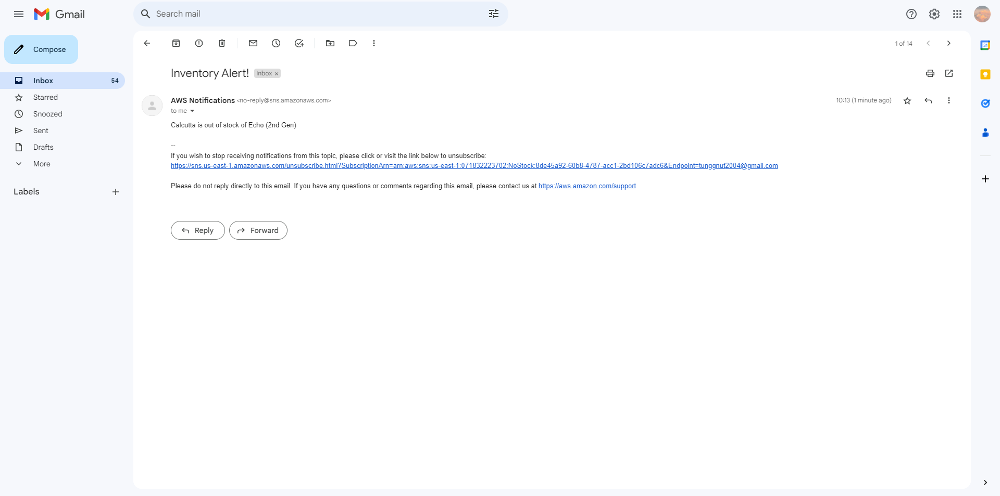 Gmail
Search mail
Compose
1 of 14
Inbox 54
Starred
Snoozed
Sent
Drafts
More
Labels
Inventory Alert! Inbox ×
AWS Notifications <no-reply@sns.amazonaws.com> 10:13 (1 minute ago)
to me
Calcutta is out of stock of Echo (2nd Gen)
--
If you wish to stop receiving notifications from this topic, please click or visit the link below to unsubscribe:
https://sns.us-east-1.amazonaws.com/unsubscribe.html?SubscriptionArn=arn:aws:sns:us-east-1:071832223702:NoStock:8de45a92-60b8-4787-acc1-2bd106c7adc6&Endpoint=tunggnut2004@gmail.com
Please do not reply directly to this email. If you have any questions or comments regarding this email, please contact us at https://aws.amazon.com/support
Reply Forward
31